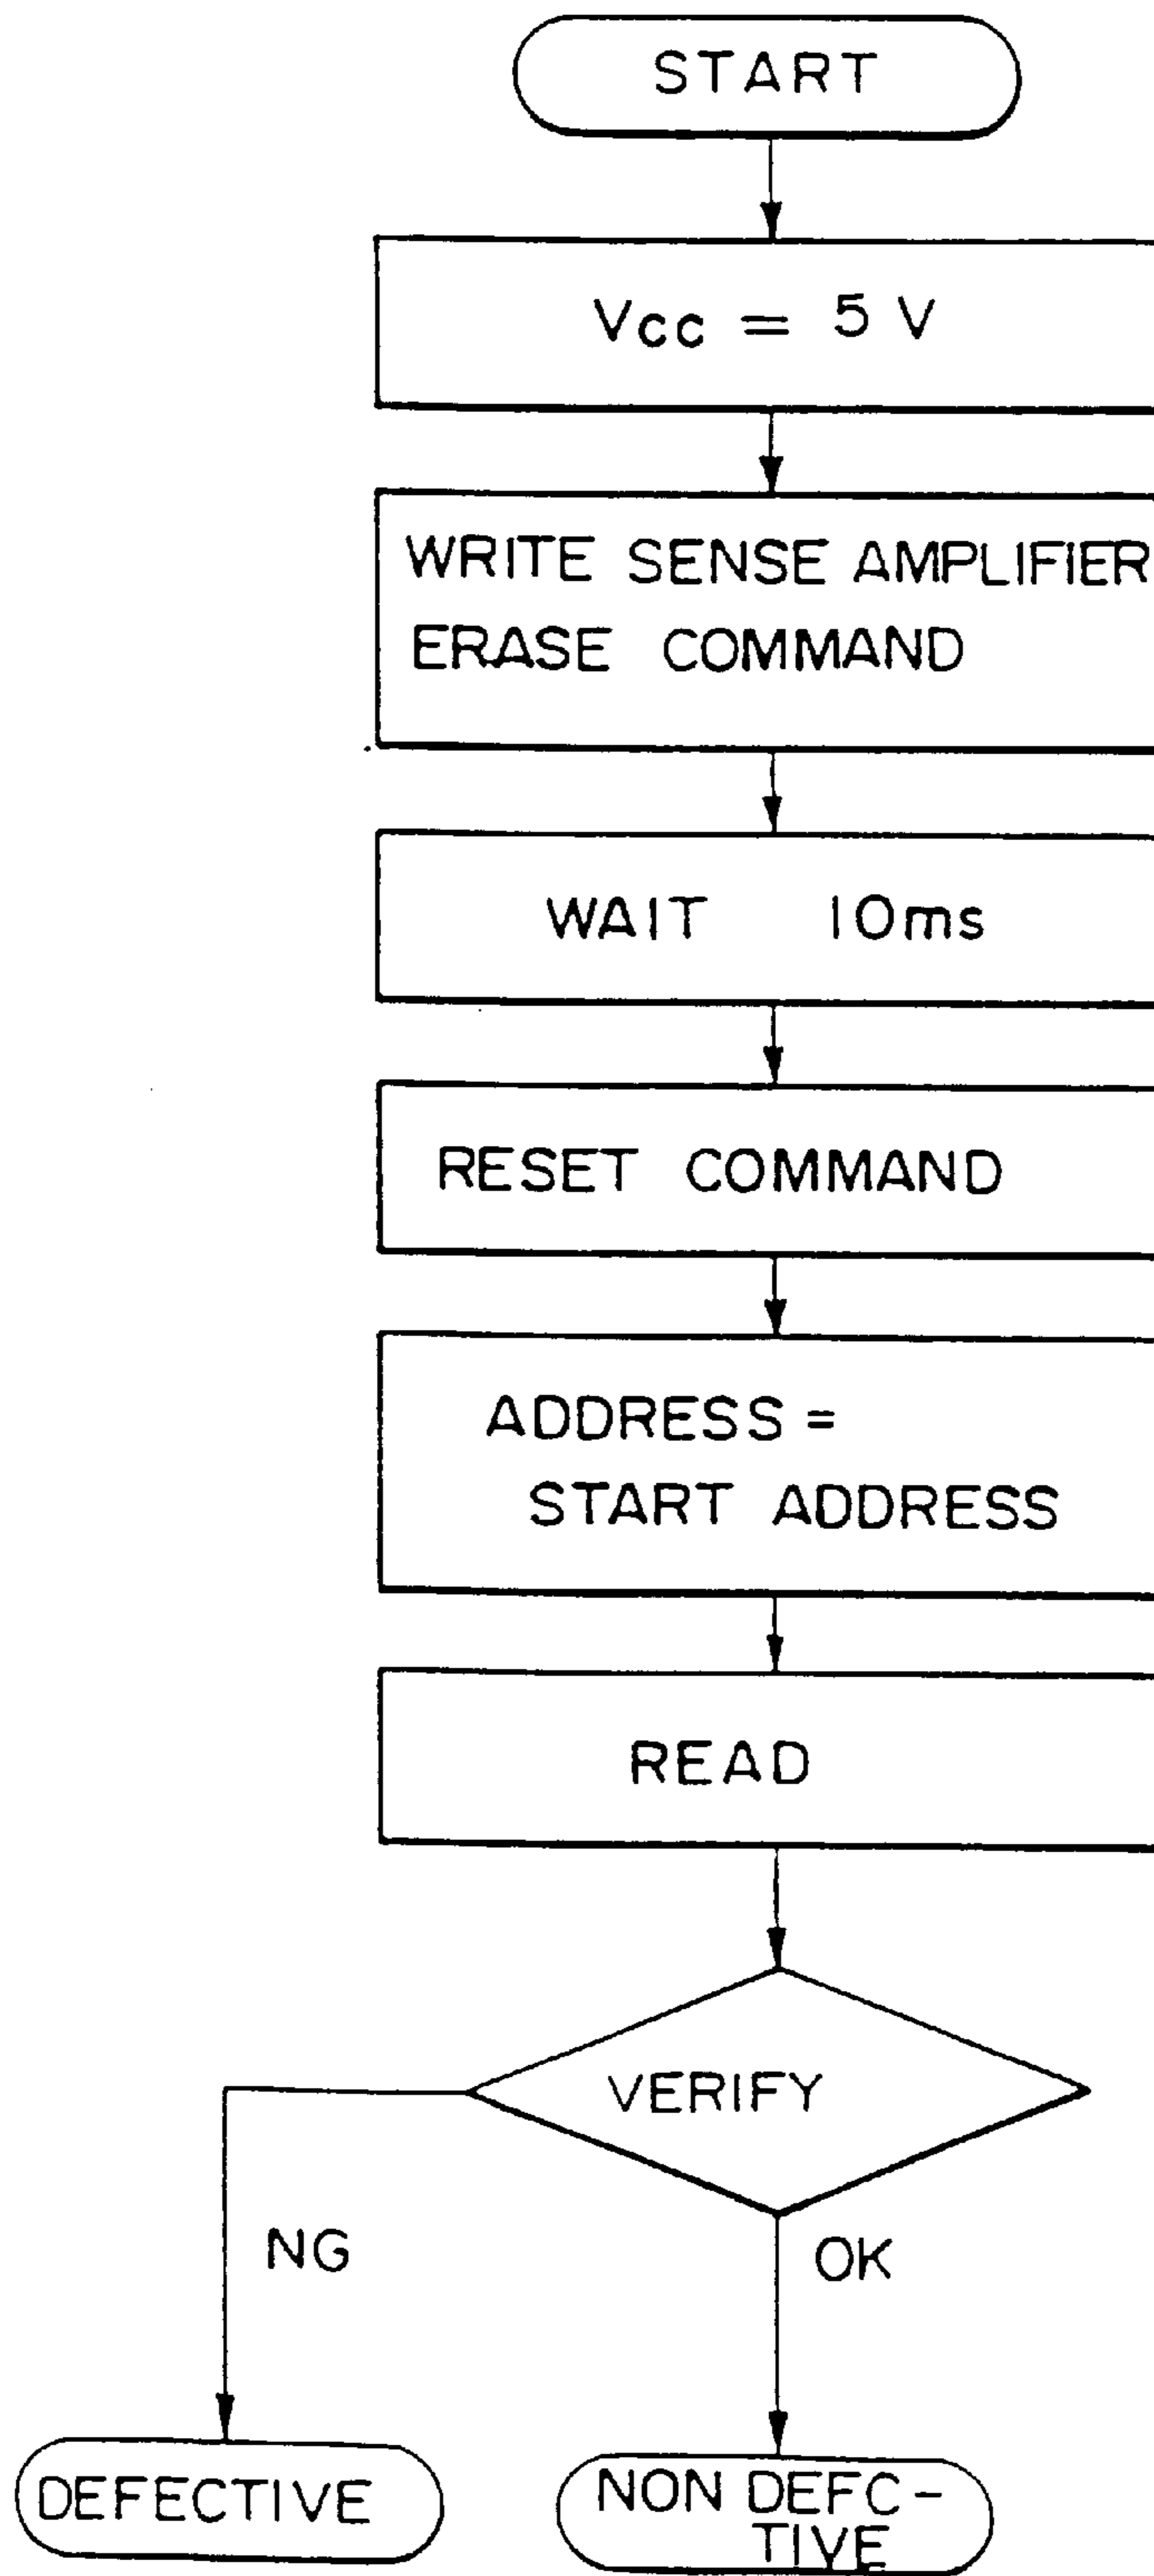 START
Vcc = 5 V
WRITE SENSE AMPLIFIER
ERASE COMMAND
WAIT 10ms
RESET COMMAND
ADDRESS =
START ADDRESS
READ
VERIFY
NG
OK
DEFECTIVE
NON DEFC-
TIVE